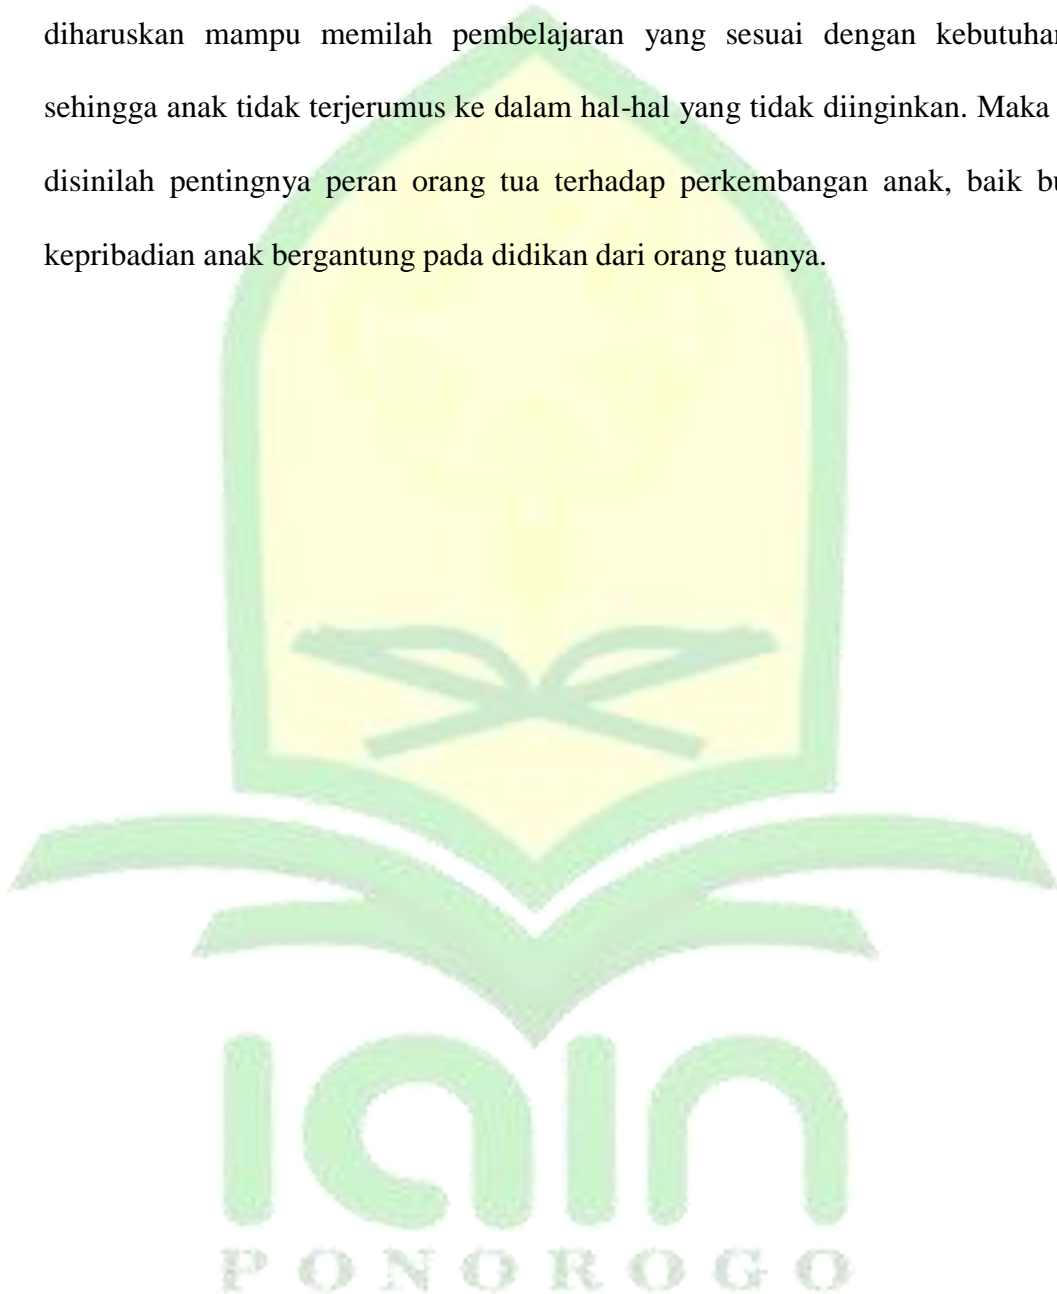 diharuskan mampu memilah pembelajaran yang sesuai dengan kebutuhan
sehingga anak tidak terjerumus ke dalam hal-hal yang tidak diinginkan. Maka
disinilah pentingnya peran orang tua terhadap perkembangan anak, baik
kepribadian anak bergantung pada didikan dari orang tuanya.
IAIN
PONOROGO